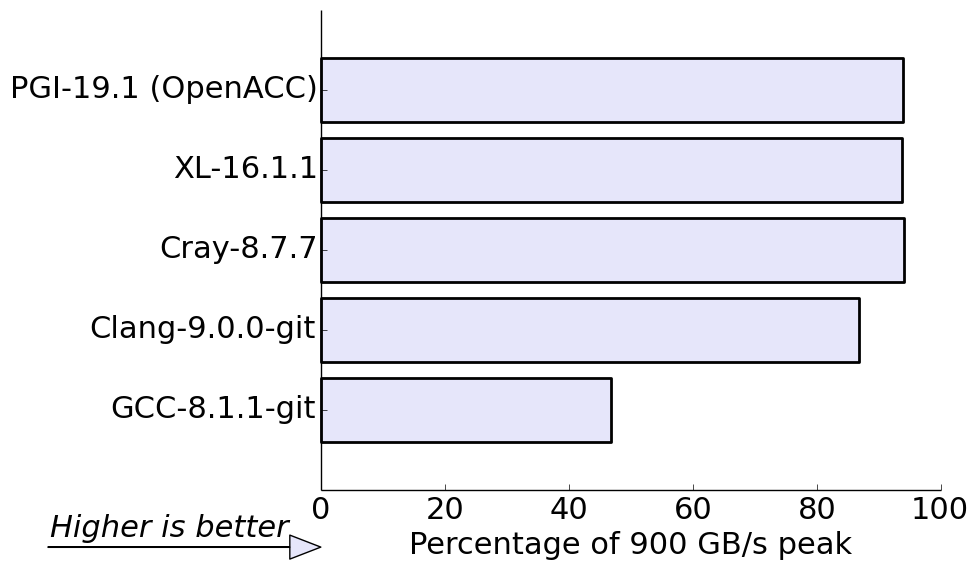 PGI-19.1 (OpenACC)
XL-16.1.1
Cray-8.7.7
Clang-9.0.0-git
GCC-8.1.1-git
0 20 40 60 80 100
Higher is better
Percentage of 900 GB/s peak